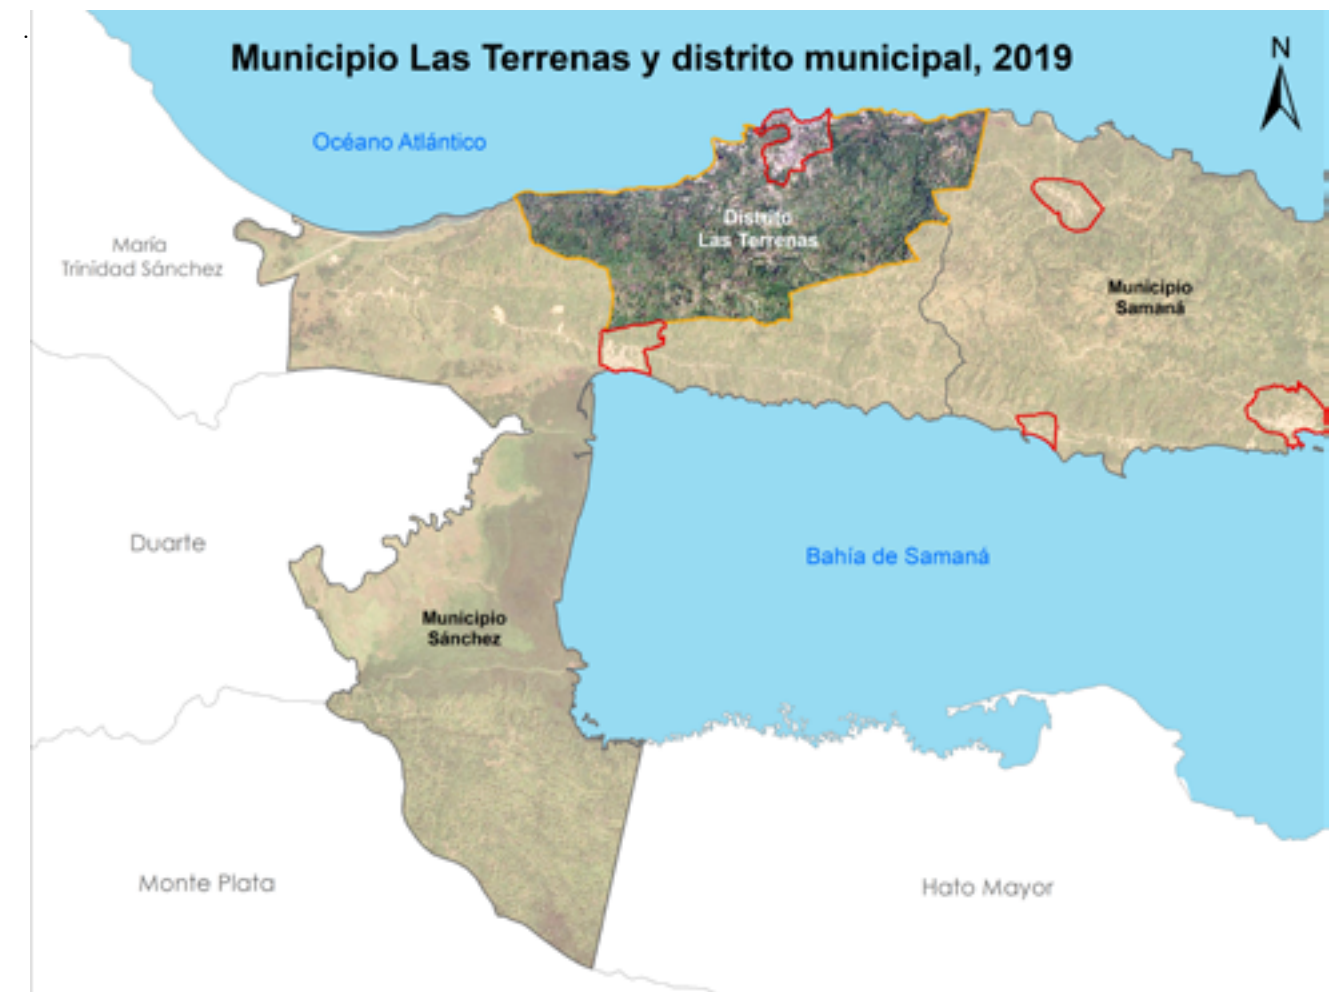 Municipio Las Terrenas y distrito municipal, 2019
N
Océano Atlántico
Distrito
Las Terrenas
María
Trinidad Sánchez
Municipio
Samaná
Duarte
Bahía de Samaná
Municipio
Sánchez
Monte Plata
Hato Mayor